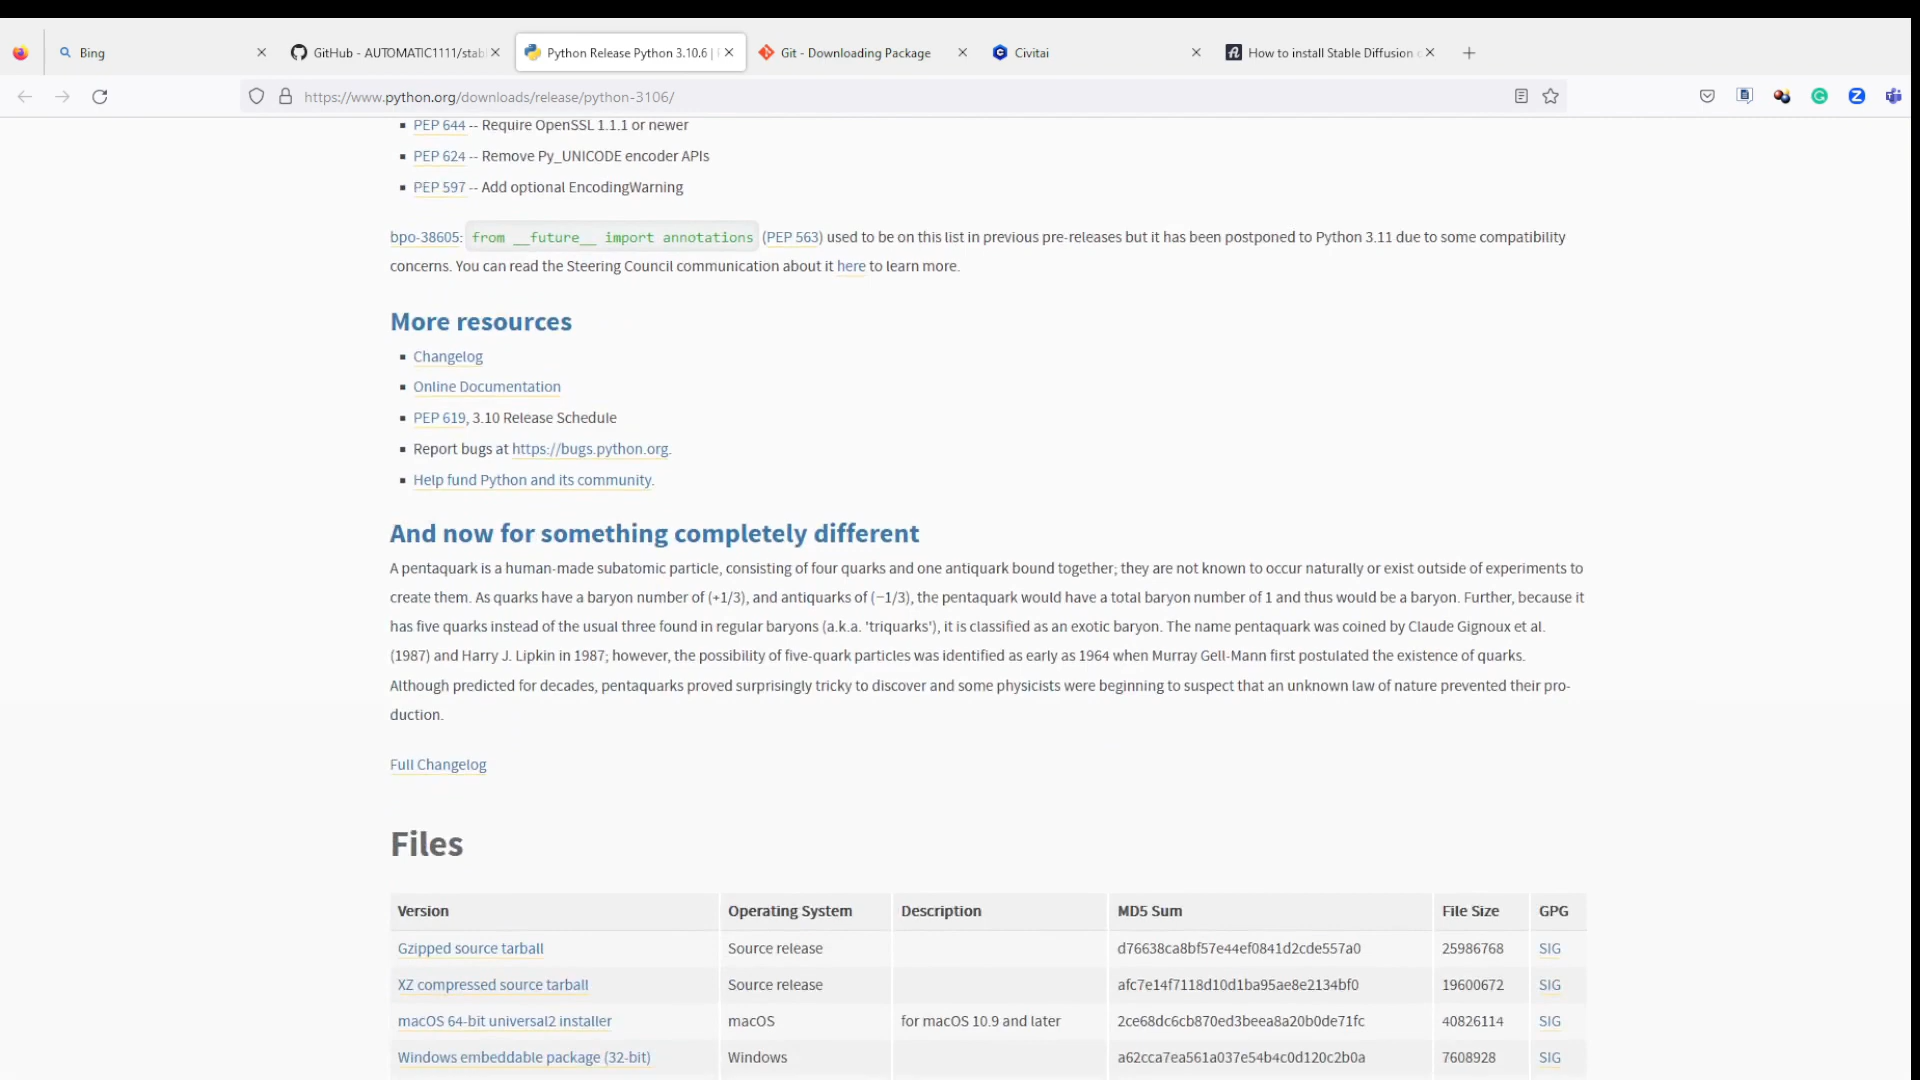 Bing
GitHub - AUTOMATIC1111/stabl
Python Release Python 3.10.6 |
Git - Downloading Package
Civitai
How to install Stable Diffusion
https://www.python.org/downloads/release/python-3106/
PEP 644 -- Require OpenSSL 1.1.1 or newer
PEP 624 -- Remove Py_UNICODE encoder APIs
PEP 597 -- Add optional EncodingWarning
bpo-38605: from __future__ import annotations (PEP 563) used to be on this list in previous pre-releases but it has been postponed to Python 3.11 due to some compatibility
concerns. You can read the Steering Council communication about it here to learn more.
More resources
Changelog
Online Documentation
PEP 619, 3.10 Release Schedule
Report bugs at https://bugs.python.org.
Help fund Python and its community.
And now for something completely different
A pentaquark is a human-made subatomic particle, consisting of four quarks and one antiquark bound together; they are not known to occur naturally or exist outside of experiments to
create them. As quarks have a baryon number of (+1/3), and antiquarks of (−1/3), the pentaquark would have a total baryon number of 1 and thus would be a baryon. Further, because it
has five quarks instead of the usual three found in regular baryons (a.k.a. 'triquarks'), it is classified as an exotic baryon. The name pentaquark was coined by Claude Gignoux et al.
(1987) and Harry J. Lipkin in 1987; however, the possibility of five-quark particles was identified as early as 1964 when Murray Gell-Mann first postulated the existence of quarks.
Although predicted for decades, pentaquarks proved surprisingly tricky to discover and some physicists were beginning to suspect that an unknown law of nature prevented their pro-
duction.
Full Changelog
Files
Version Operating System Description MD5 Sum File Size GPG
Gzipped source tarball Source release d76638ca8bf57e44ef0841d2cde557a0 25986768 SIG
XZ compressed source tarball Source release afc7e14f7118d10d1ba95ae8e2134bf0 19600672 SIG
macOS 64-bit universal2 installer macOS for macOS 10.9 and later 2ce68dc6cb870ed3beea8a20b0de71fc 40826114 SIG
Windows embeddable package (32-bit) Windows a62cca7ea561a037e54b4c0d120c2b0a 7608928 SIG